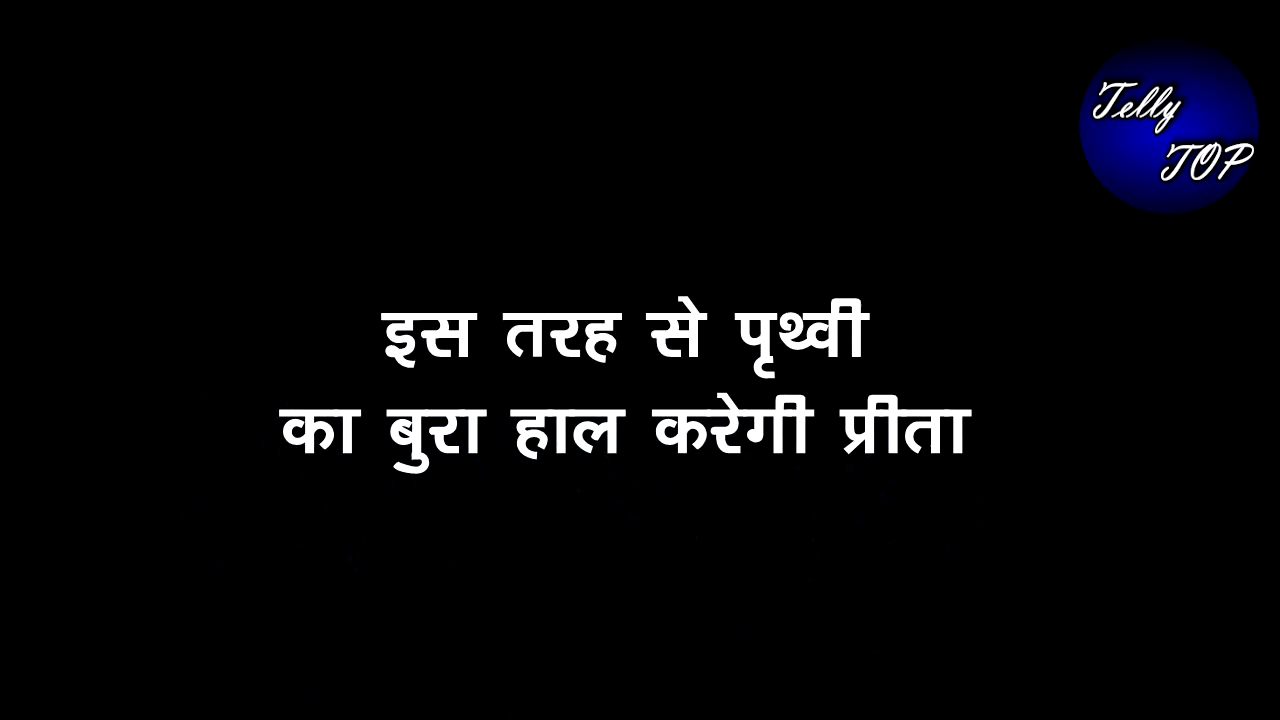 Telly
TOP
इस तरह से पृथ्वी
का बुरा हाल करेगी प्रीता